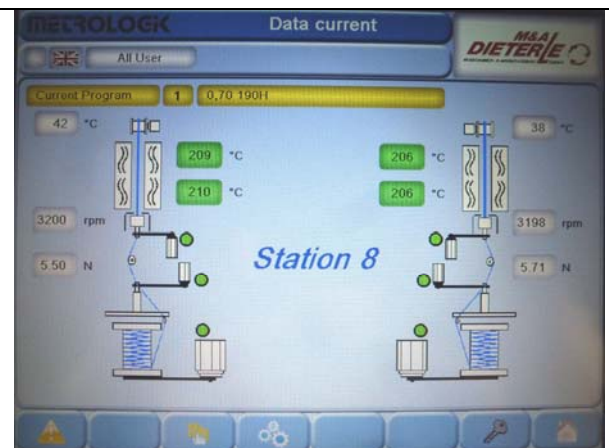 METROLOGIK
Data current
M&A
DIETERLE
All User
Current Program 1 0,70 190H
42 °C
38 °C
209 °C
206 °C
210 °C
206 °C
3200 rpm
3198 rpm
Station 8
5.50 N
5.71 N